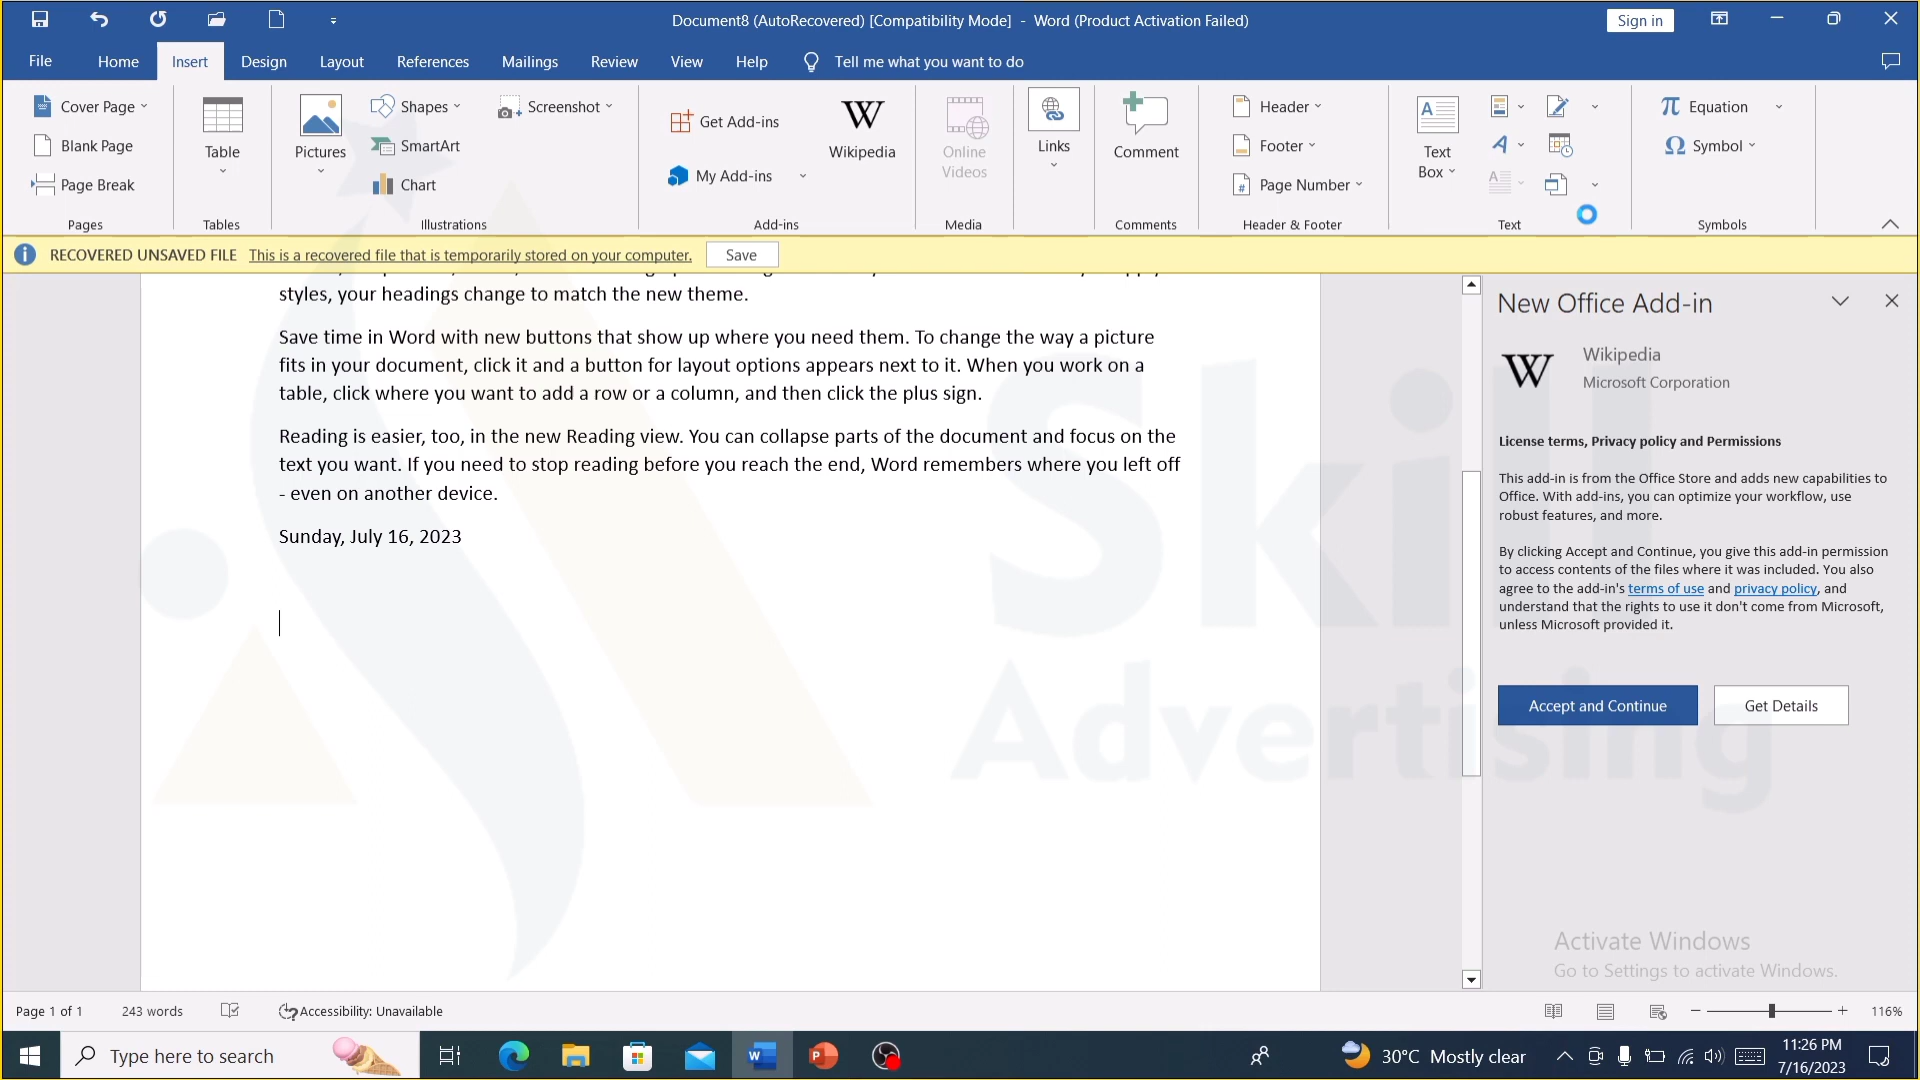 Document8 (AutoRecovered) [Compatibility Mode] - Word (Product Activation Failed)
Sign in
File Home Insert Design Layout References Mailings Review View Help Tell me what you want to do
Cover Page
Blank Page
Page Break
Pages
Table
Tables
Pictures
Shapes
SmartArt
Chart
Screenshot
Illustrations
Get Add-ins
My Add-ins
Wikipedia
Add-ins
Online
Videos
Media
Links
Comment
Comments
Header
Footer
Page Number
Header & Footer
Text
Box
Text
Equation
Symbol
Symbols
RECOVERED UNSAVED FILE This is a recovered file that is temporarily stored on your computer. Save
styles, your headings change to match the new theme.
Save time in Word with new buttons that show up where you need them. To change the way a picture
fits in your document, click it and a button for layout options appears next to it. When you work on a
table, click where you want to add a row or a column, and then click the plus sign.
Reading is easier, too, in the new Reading view. You can collapse parts of the document and focus on the
text you want. If you need to stop reading before you reach the end, Word remembers where you left off
- even on another device.
Sunday, July 16, 2023
New Office Add-in
Wikipedia
Microsoft Corporation
License terms, Privacy policy and Permissions
This add-in is from the Office Store and adds new capabilities to
Office. With add-ins, you can optimize your workflow, use
robust features, and more.
By clicking Accept and Continue, you give this add-in permission
to access contents of the files where it was included. You also
agree to the add-in's terms of use and privacy policy, and
understand that the rights to use it don't come from Microsoft,
unless Microsoft provided it.
Accept and Continue Get Details
Skill
Advertising
Activate Windows
Go to Settings to activate Windows.
Page 1 of 1 243 words Accessibility: Unavailable 116%
Type here to search
30°C Mostly clear
11:26 PM
7/16/2023